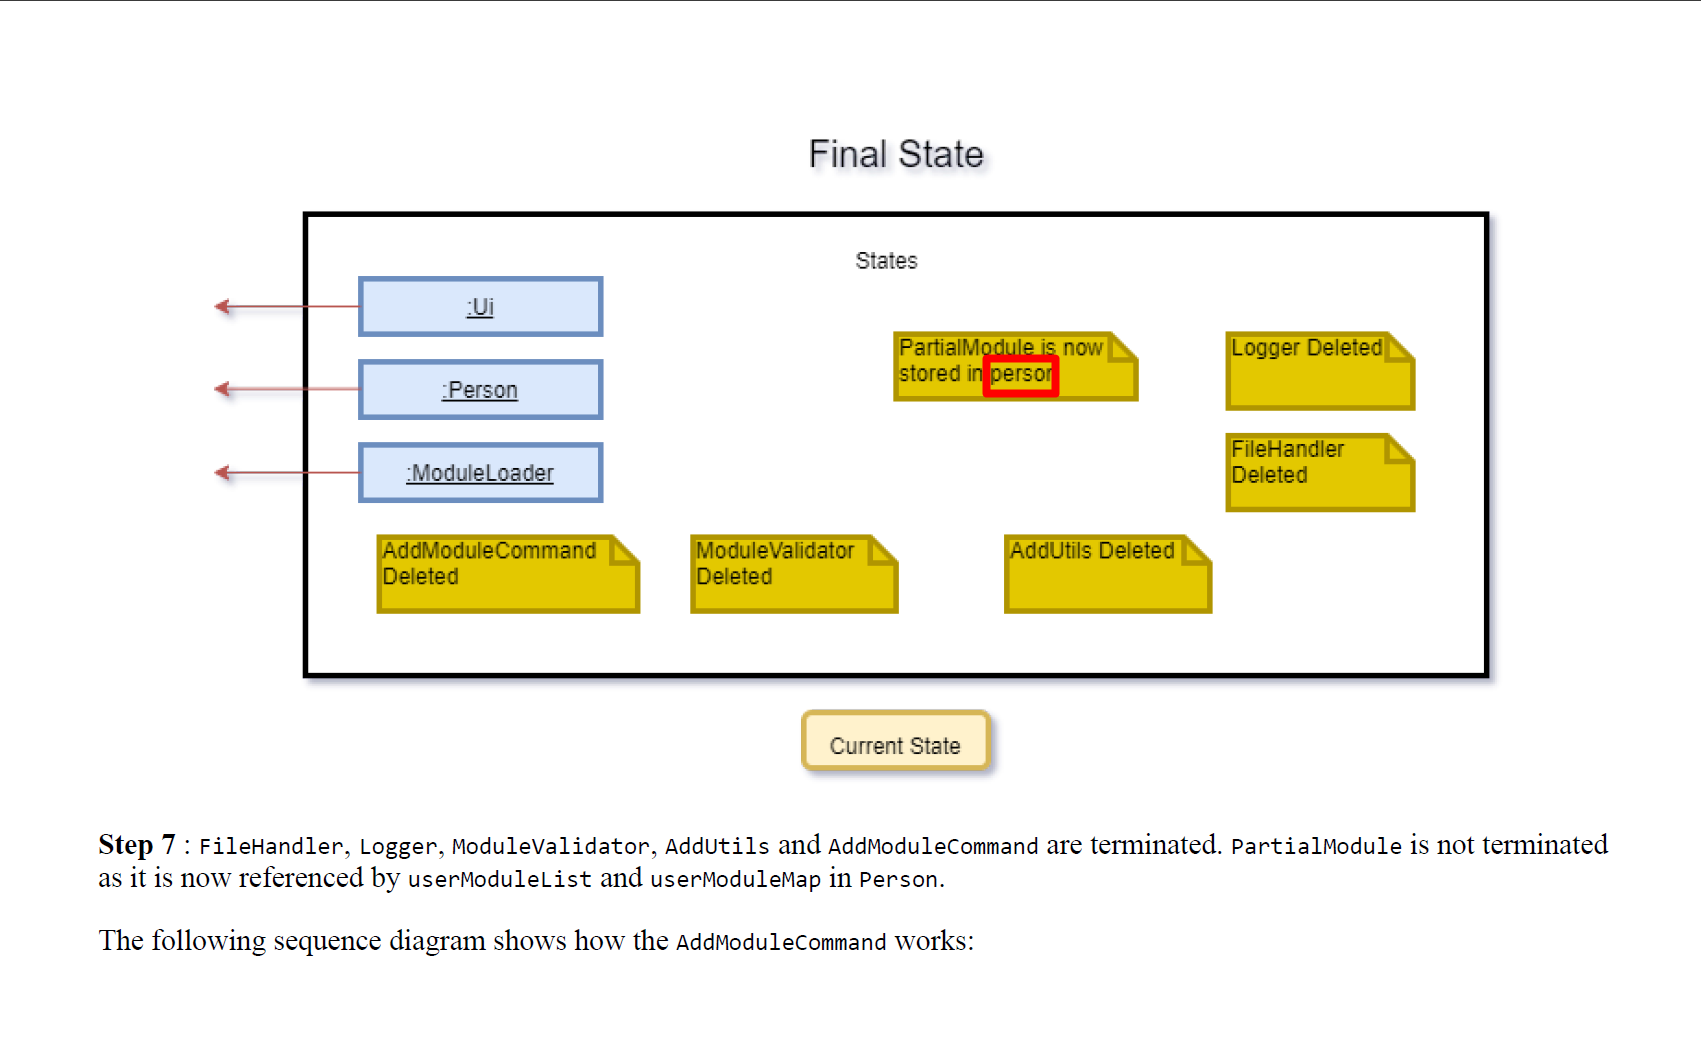 Final State
States
:Ui
:Person
:ModuleLoader
PartialModule is now
stored in person
Logger Deleted
FileHandler
Deleted
AddModuleCommand
Deleted
ModuleValidator
Deleted
AddUtils Deleted
Current State
Step 7 : FileHandler, Logger, ModuleValidator, AddUtils and AddModuleCommand are terminated. PartialModule is not terminated
as it is now referenced by userModuleList and userModuleMap in Person.
The following sequence diagram shows how the AddModuleCommand works: